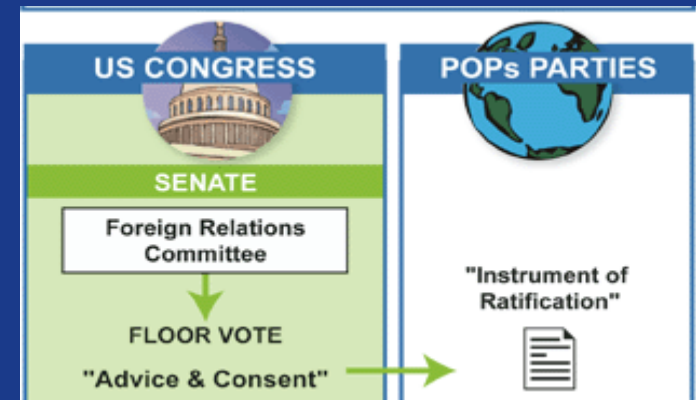 US CONGRESS
SENATE
Foreign Relations
Committee
FLOOR VOTE
"Advice & Consent"
POPs PARTIES
"Instrument of
Ratification"